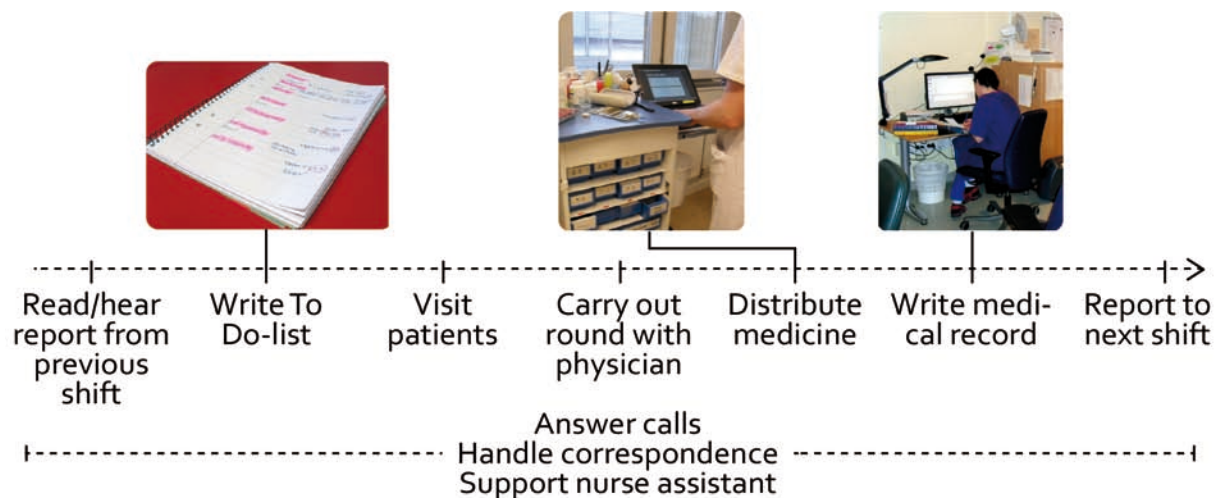 Read/hear
report from
previous
shift
Write To
Do-list
Visit
patients
Carry out
round with
physician
Distribute
medicine
Write medi-
cal record
Report to
next shift
Answer calls
Handle correspondence
Support nurse assistant